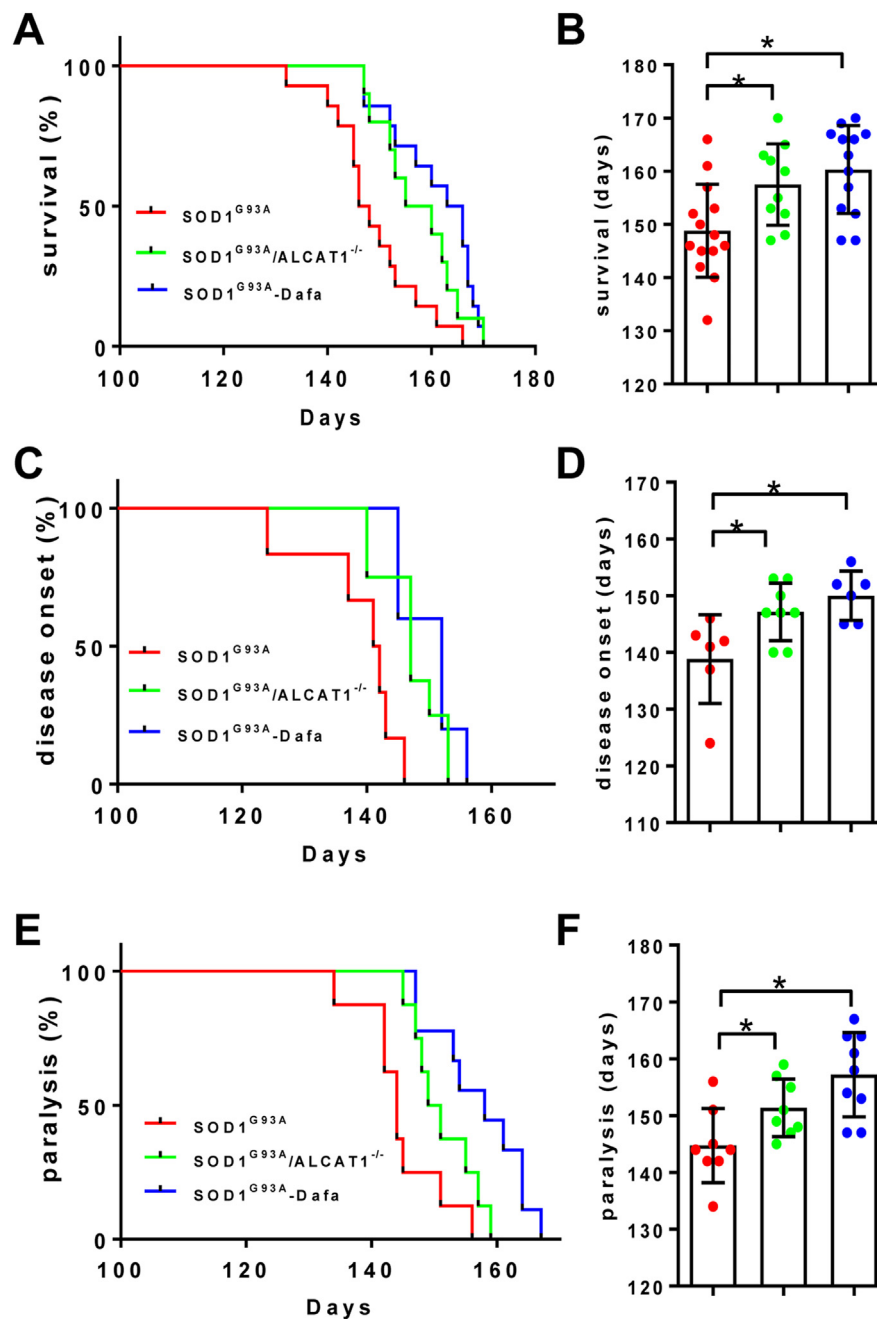 A
survival (%)
100
50
0
SOD1G93A
SOD1G93A/ALCAT1-/-
SOD1G93A-Dafa
100 120 140 160 180
Days
B
survival (days)
180
170
160
150
140
130
120
* *
C
disease onset (%)
100
50
0
SOD1G93A
SOD1G93A/ALCAT1-/-
SOD1G93A-Dafa
100 120 140 160
Days
D
disease onset (days)
170
160
150
140
130
120
110
* *
E
paralysis (%)
100
50
0
SOD1G93A
SOD1G93A/ALCAT1-/-
SOD1G93A-Dafa
100 120 140 160
Days
F
paralysis (days)
180
170
160
150
140
130
120
* *